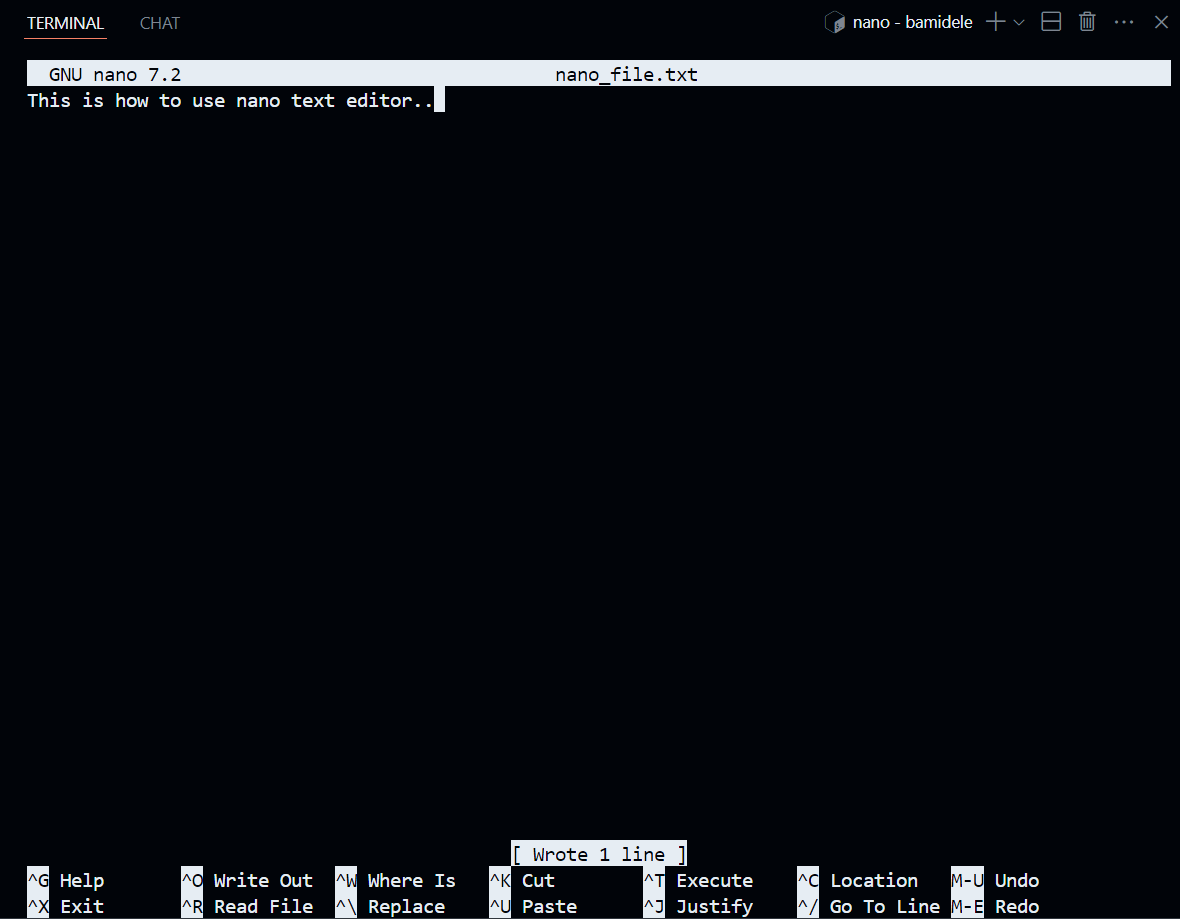 TERMINAL CHAT nano - bamidele
GNU nano 7.2 nano_file.txt
This is how to use nano text editor..
[ Wrote 1 line ]
^G Help ^O Write Out ^W Where Is ^K Cut ^T Execute ^C Location M-U Undo
^X Exit ^R Read File ^\ Replace ^U Paste ^J Justify ^/ Go To Line M-E Redo